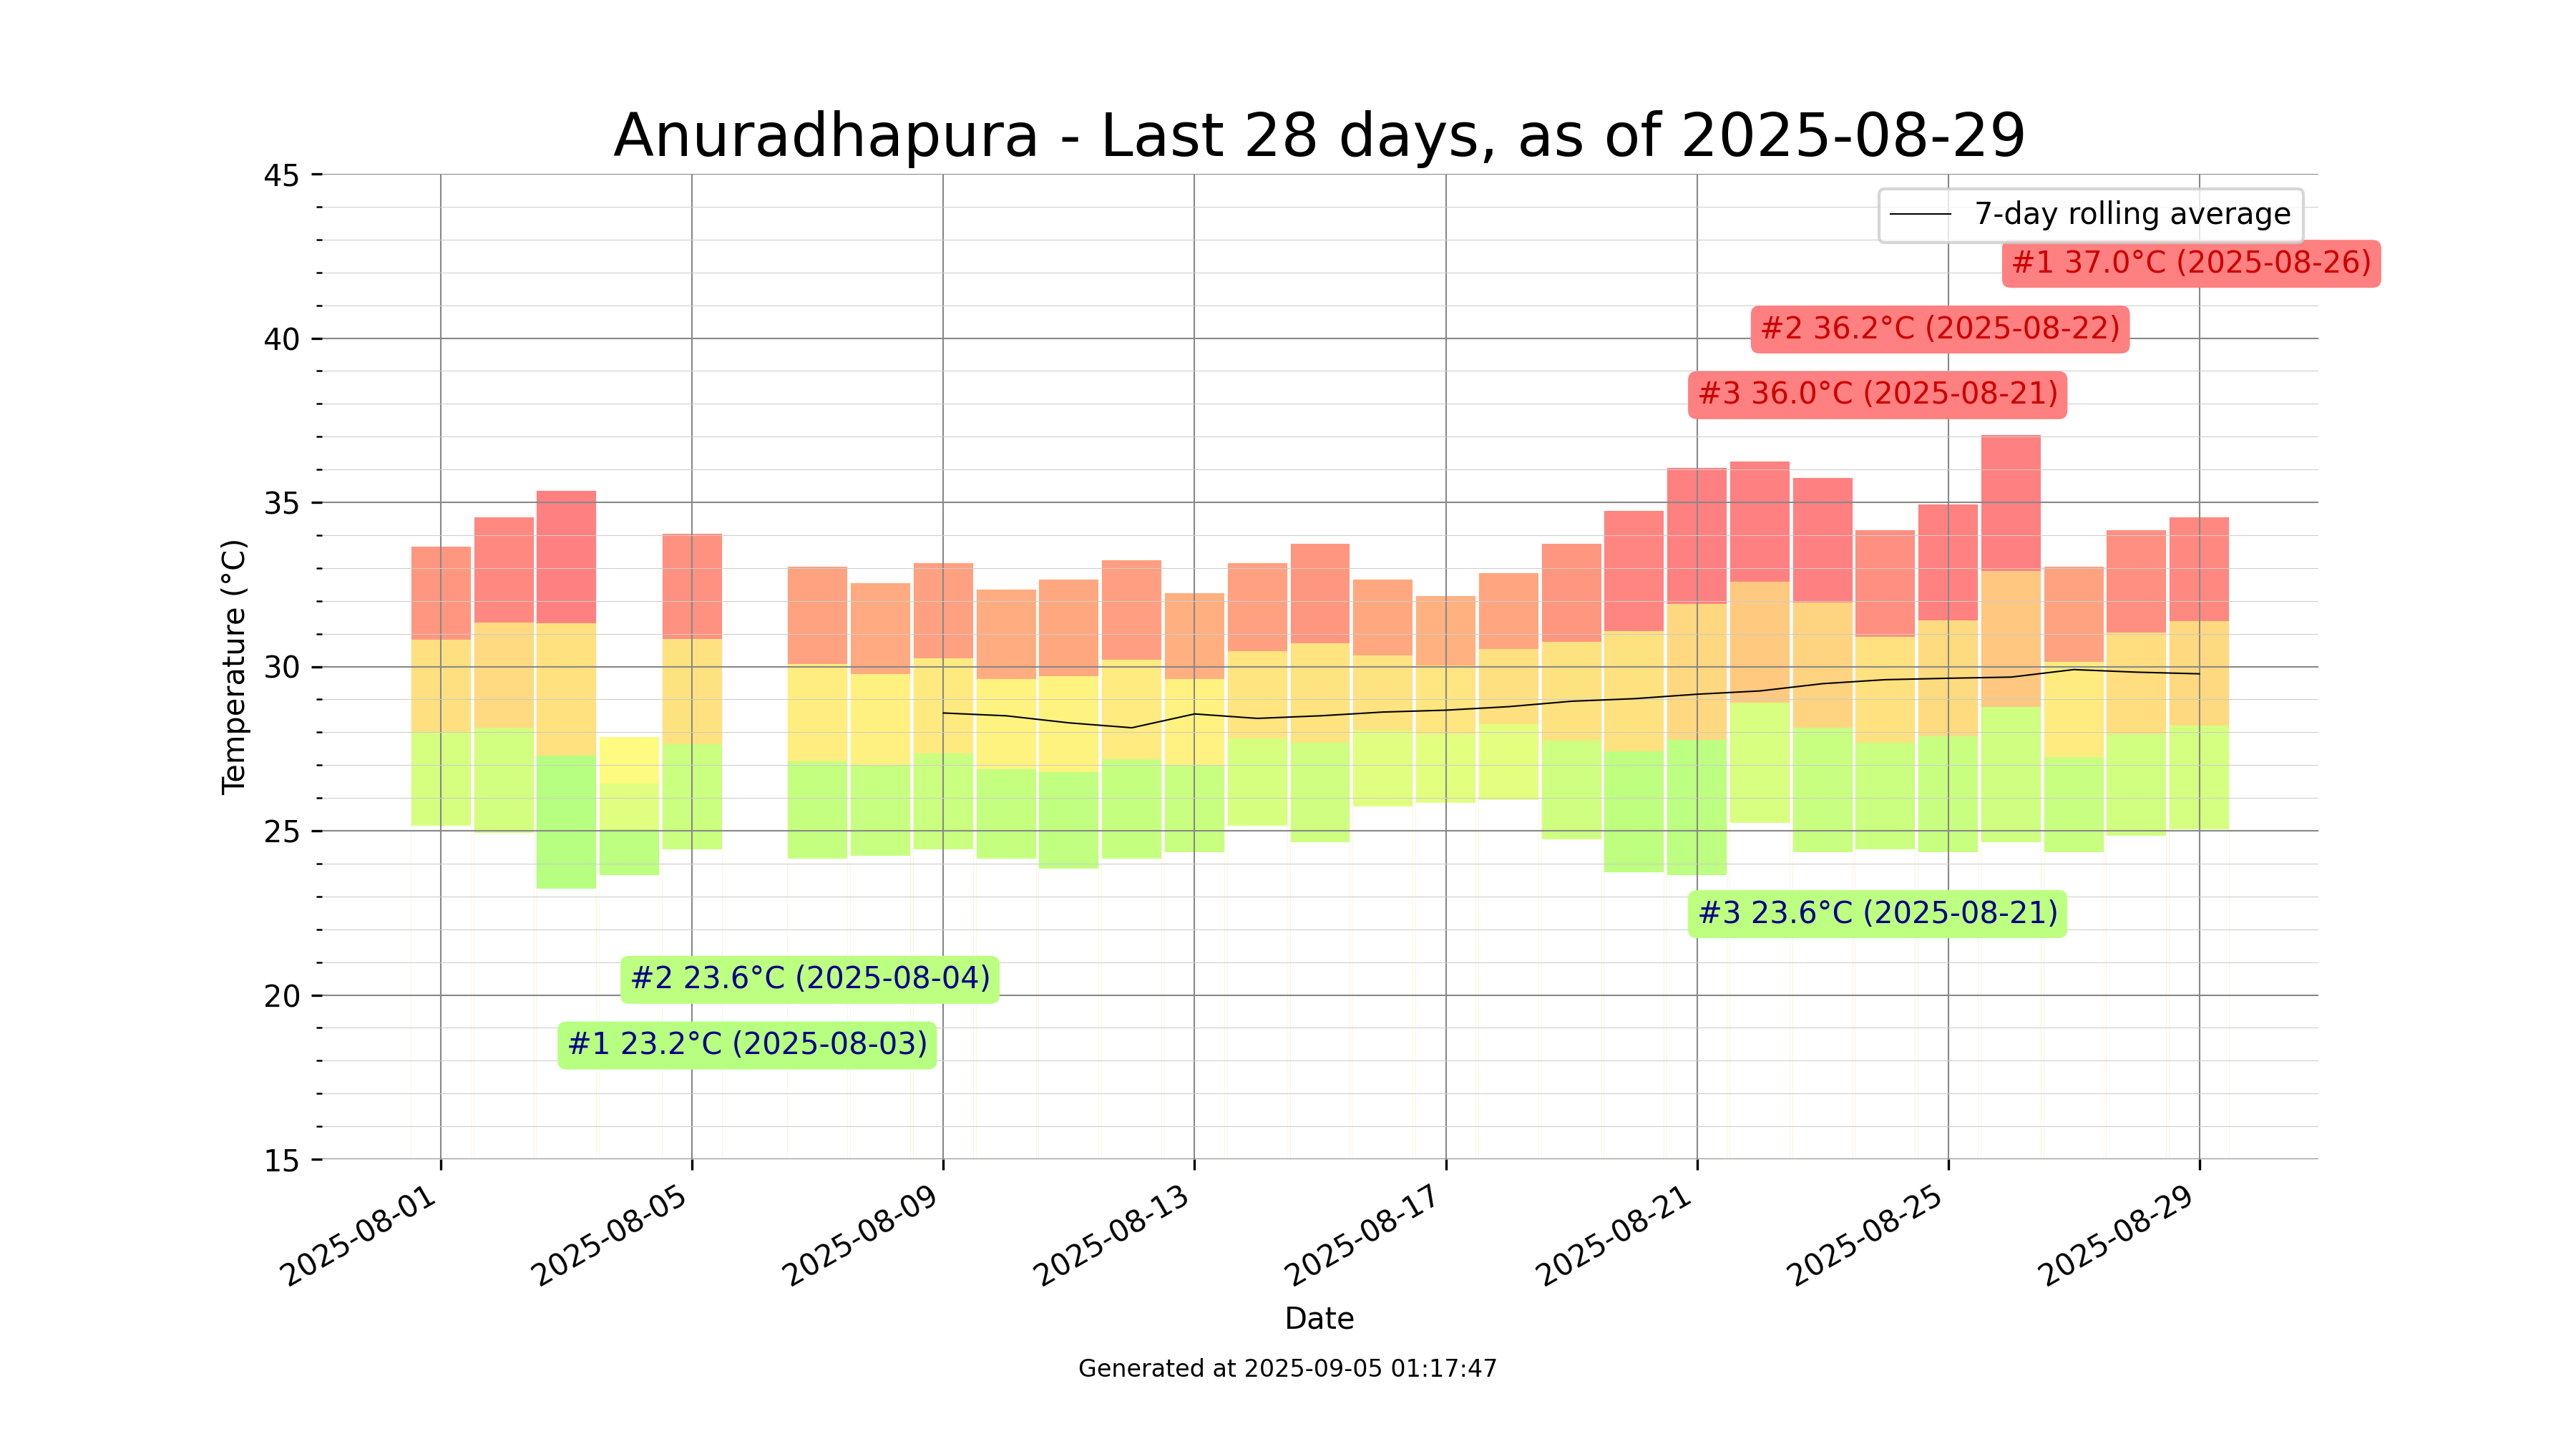 Anuradhapura - Last 28 days, as of 2025-08-29
7-day rolling average
#1 37.0°C (2025-08-26)
#2 36.2°C (2025-08-22)
#3 36.0°C (2025-08-21)
#3 23.6°C (2025-08-21)
#2 23.6°C (2025-08-04)
#1 23.2°C (2025-08-03)
Temperature (°C)
45
40
35
30
25
20
15
2025-08-01
2025-08-05
2025-08-09
2025-08-13
2025-08-17
2025-08-21
2025-08-25
2025-08-29
Date
Generated at 2025-09-05 01:17:47